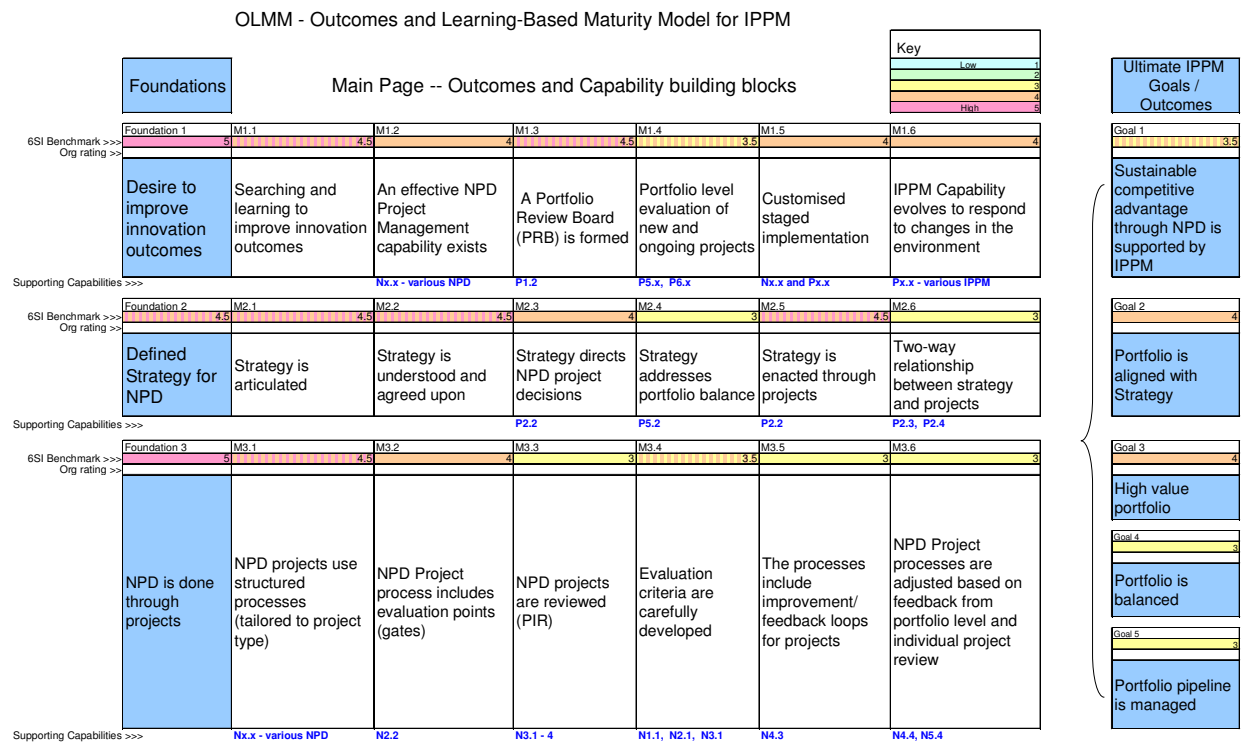 OLMM - Outcomes and Learning-Based Maturity Model for IPPM
Key
Low 1
2
3
4
High 5
Foundations
Main Page -- Outcomes and Capability building blocks
Ultimate IPPM
Goals /
Outcomes
Foundation 1 M1.1 M1.2 M1.3 M1.4 M1.5 M1.6 Goal 1
6SI Benchmark >>> 5 4.5 4 4.5 3.5 4 4 3.5
Org rating >>
Desire to
improve
innovation
outcomes
Searching and
learning to
improve innovation
outcomes
An effective NPD
Project
Management
capability exists
A Portfolio
Review Board
(PRB) is formed
Portfolio level
evaluation of
new and
ongoing projects
Customised
staged
implementation
IPPM Capability
evolves to respond
to changes in the
environment
Sustainable
competitive
advantage
through NPD is
supported by
IPPM
Supporting Capabilities >>> Nx.x - various NPD P1.2 P5.x, P6.x Nx.x and Px.x Px.x - various IPPM
Foundation 2 M2.1 M2.2 M2.3 M2.4 M2.5 M2.6 Goal 2
6SI Benchmark >>> 4.5 4.5 4.5 4 3 4.5 3 4
Org rating >>
Defined
Strategy for
NPD
Strategy is
articulated
Strategy is
understood and
agreed upon
Strategy directs
NPD project
decisions
Strategy
addresses
portfolio balance
Strategy is
enacted through
projects
Two-way
relationship
between strategy
and projects
Portfolio is
aligned with
Strategy
Supporting Capabilities >>> P2.2 P5.2 P2.2 P2.3, P2.4
Foundation 3 M3.1 M3.2 M3.3 M3.4 M3.5 M3.6 Goal 3
6SI Benchmark >>> 5 4.5 4 3 3.5 3 3 4
Org rating >>
NPD is done
through
projects
NPD projects use
structured
processes
(tailored to project
type)
NPD Project
process includes
evaluation points
(gates)
NPD projects
are reviewed
(PIR)
Evaluation
criteria are
carefully
developed
The processes
include
improvement/
feedback loops
for projects
NPD Project
processes are
adjusted based on
feedback from
portfolio level and
individual project
review
High value
portfolio
Goal 4
3
Portfolio is
balanced
Goal 5
3
Portfolio pipeline
is managed
Supporting Capabilities >>> Nx.x - various NPD N2.2 N3.1 - 4 N1.1, N2.1, N3.1 N4.3 N4.4, N5.4